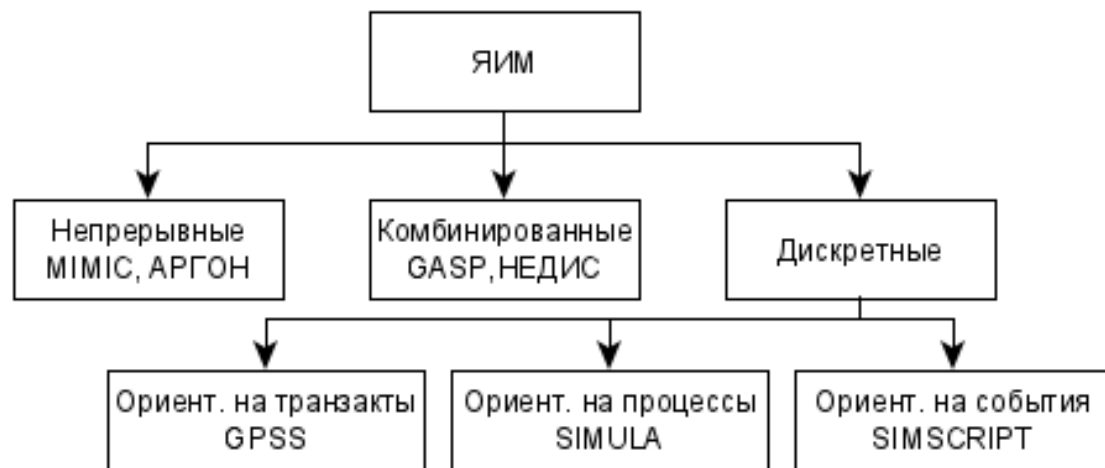 ЯИМ
Непрерывные
MIMIC, АРГОН
Комбинированные
GASP, НЕДИС
Дискретные
Ориент. на транзакты
GPSS
Ориент. на процессы
SIMULA
Ориент. на события
SIMSCRIPT